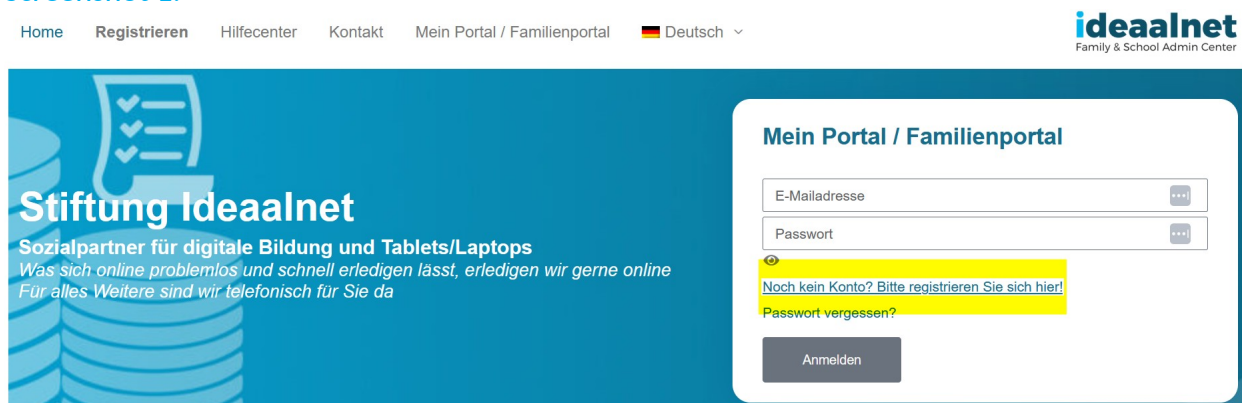 Home Registrieren Hilfecenter Kontakt Mein Portal / Familienportal Deutsch
ideaalnet
Family & School Admin Center
Stiftung Ideaalnet
Sozialpartner für digitale Bildung und Tablets/Laptops
Was sich online problemlos und schnell erledigen lässt, erledigen wir gerne online
Für alles Weitere sind wir telefonisch für Sie da
Mein Portal / Familienportal
E-Mailadresse
Passwort
Noch kein Konto? Bitte registrieren Sie sich hier!
Passwort vergessen?
Anmelden